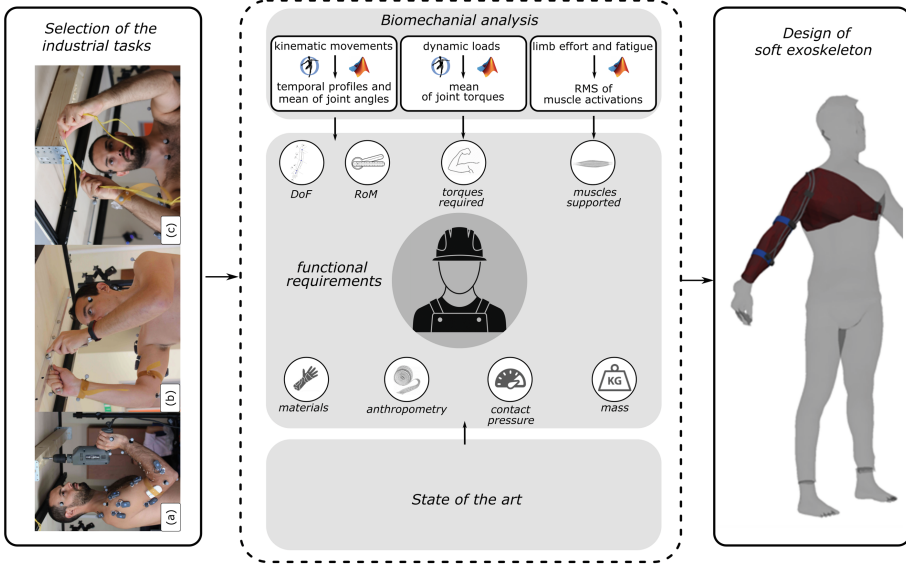 Selection of the
industrial tasks
(c)
(b)
(a)
Biomechanial analysis
kinematic movements
temporal profiles and
mean of joint angles
dynamic loads
mean
of joint torques
limb effort and fatigue
RMS of
muscle activations
DoF
RoM
torques
required
muscles
supported
functional
requirements
materials
anthropometry
contact
pressure
KG
mass
State of the art
Design of
soft exoskeleton